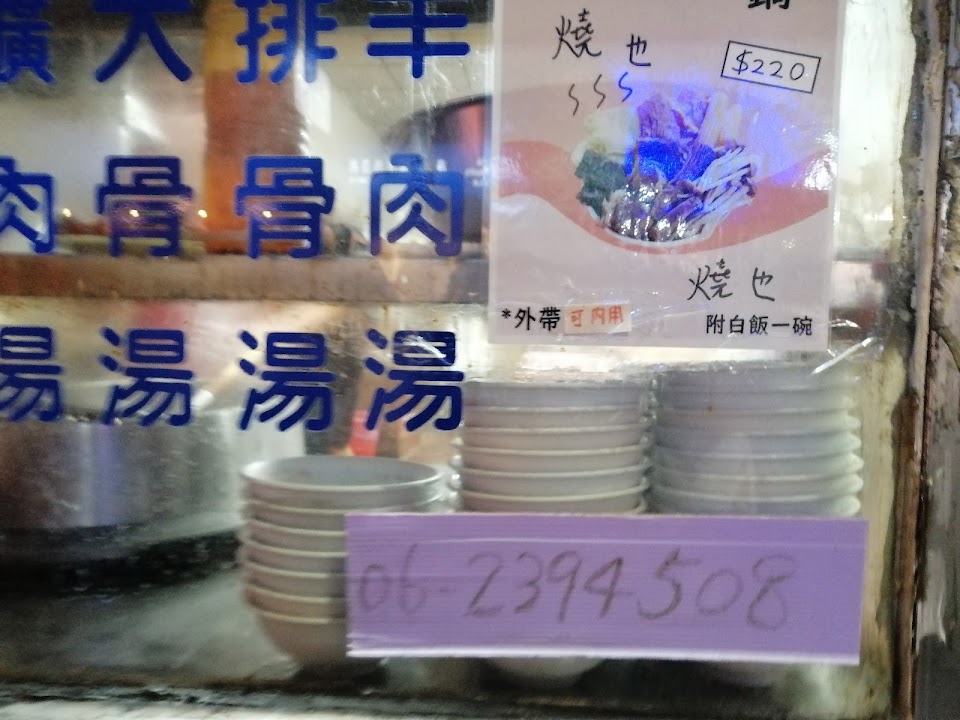 羊肉湯
排骨湯
大骨湯
肉湯
鍋
燒也
$220
燒也
*外帶 可內用
附白飯一碗
06-2394508